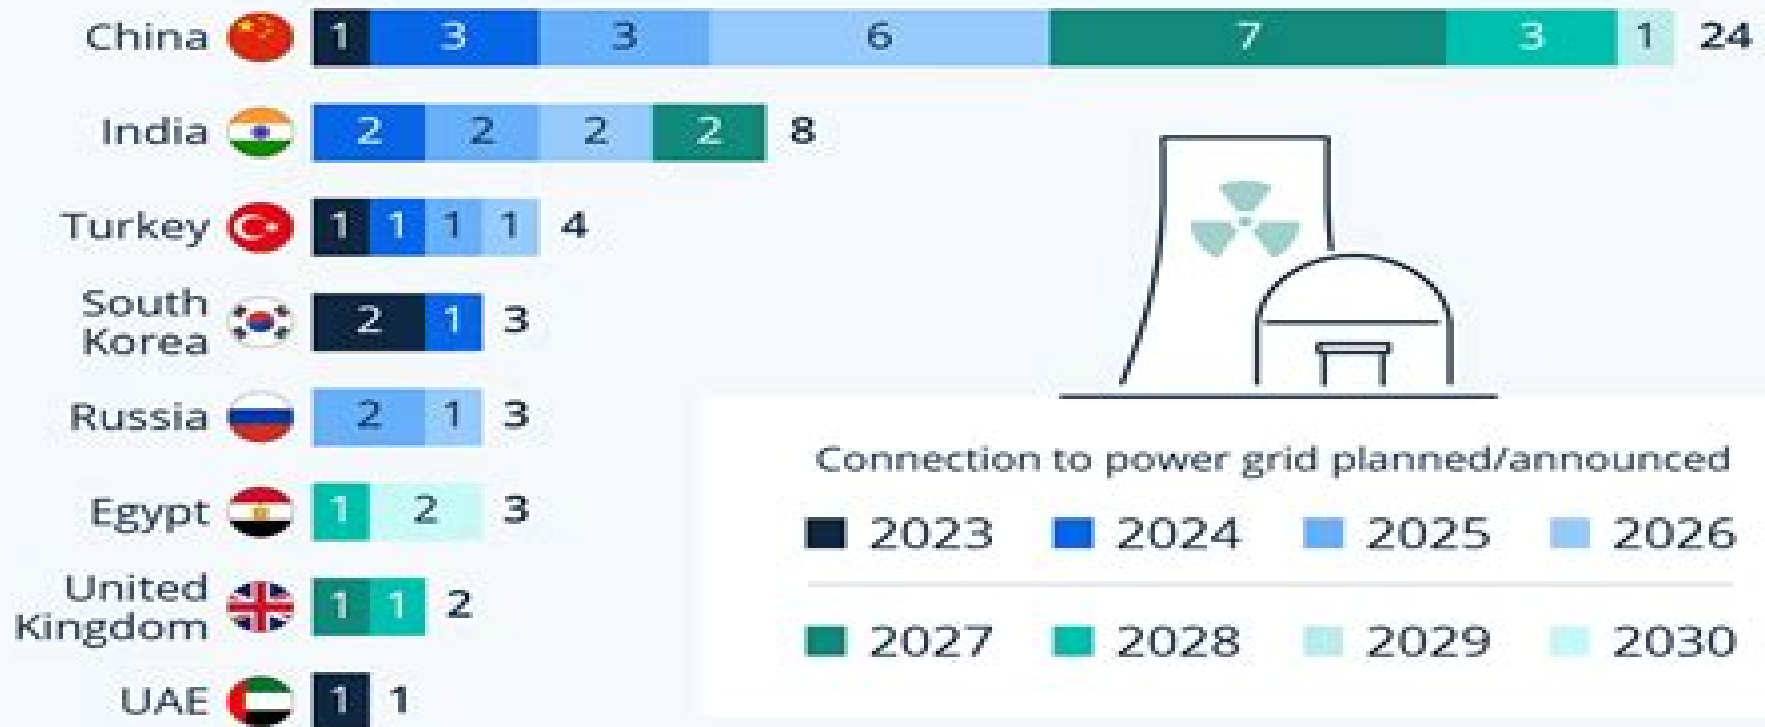 China 1 3 3 6 7 3 1 24
India 2 2 2 2 8
Turkey 1 1 1 1 4
South
Korea 2 1 3
Russia 2 1 3
Egypt 1 2 3
United
Kingdom 1 1 2
UAE 1 1
Connection to power grid planned/announced
2023 2024 2025 2026
2027 2028 2029 2030